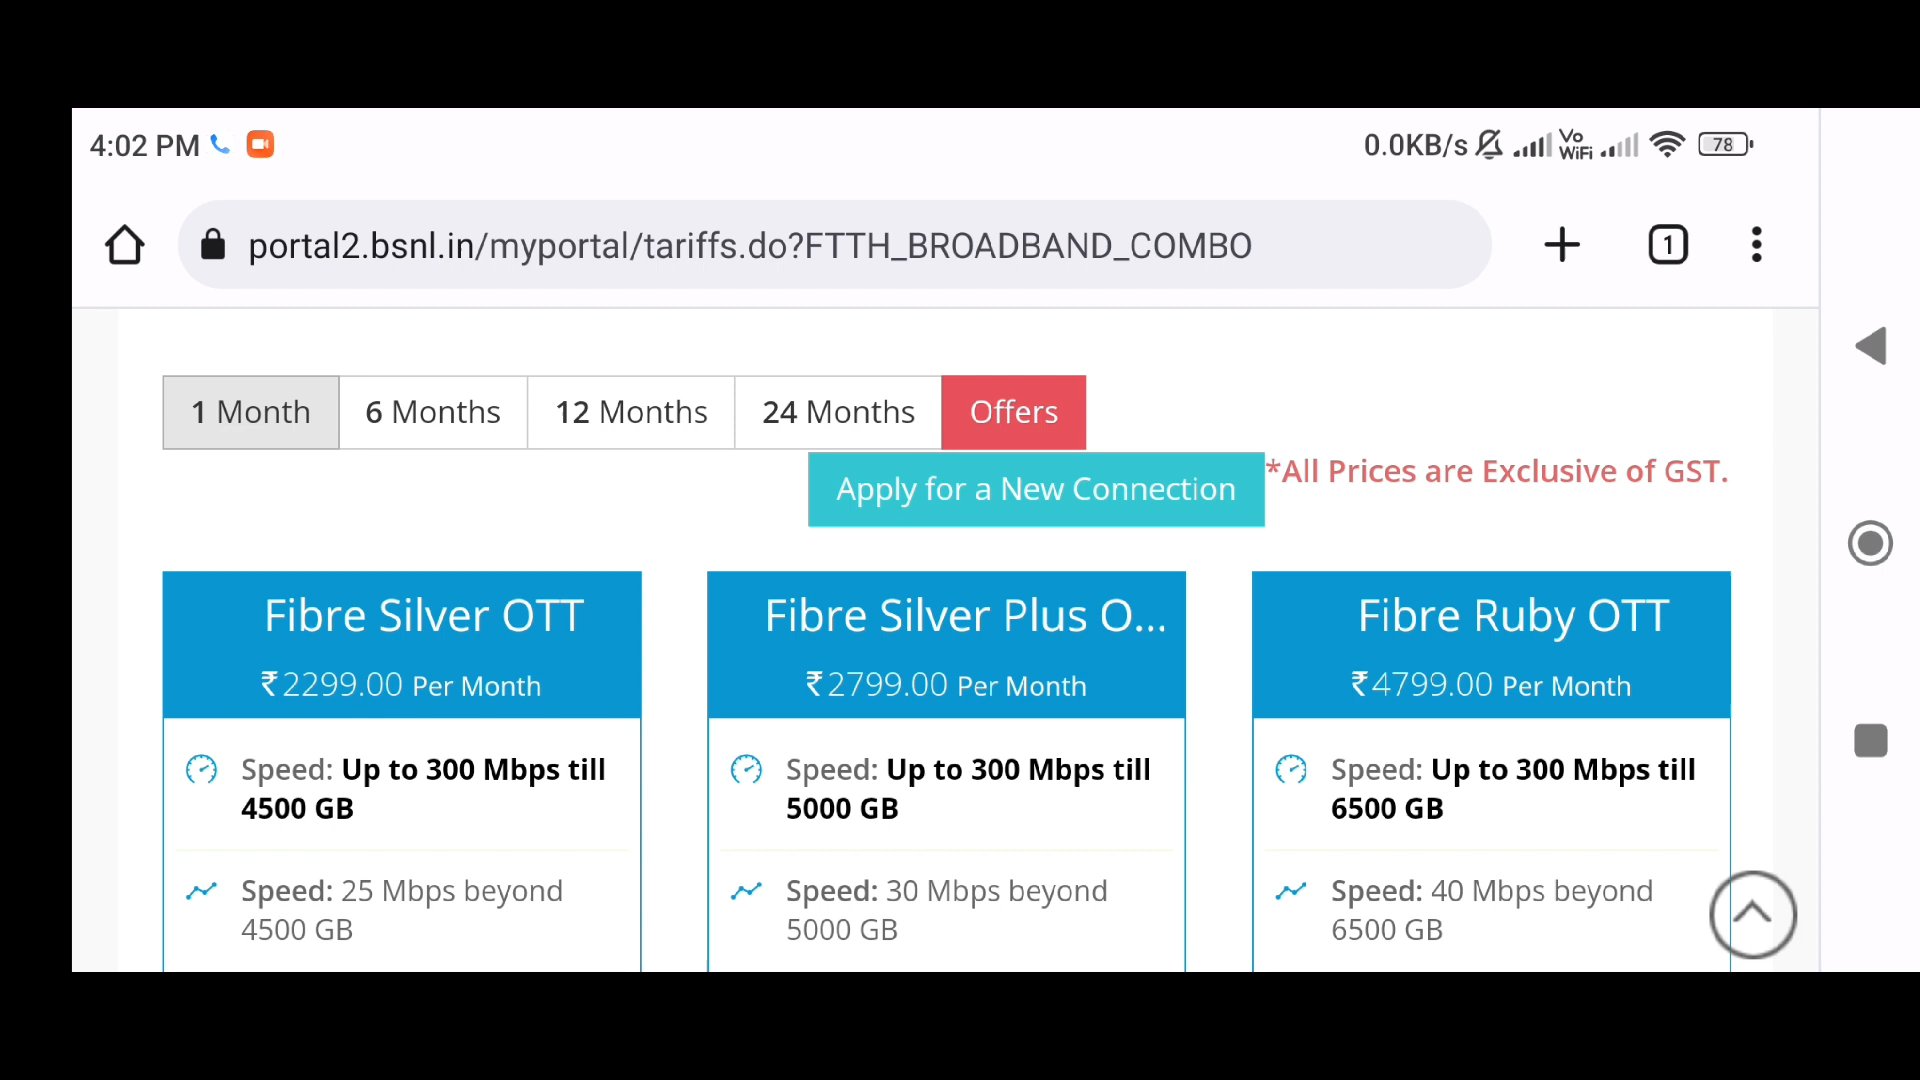 4:02 PM
0.0KB/s Vo WiFi 78
portal2.bsnl.in/myportal/tariffs.do?FTTH_BROADBAND_COMBO
1
1 Month
6 Months
12 Months
24 Months
Offers
Apply for a New Connection
*All Prices are Exclusive of GST.
Fibre Silver OTT
₹2299.00 Per Month
Speed: Up to 300 Mbps till
4500 GB
Speed: 25 Mbps beyond
4500 GB
Fibre Silver Plus O...
₹2799.00 Per Month
Speed: Up to 300 Mbps till
5000 GB
Speed: 30 Mbps beyond
5000 GB
Fibre Ruby OTT
₹4799.00 Per Month
Speed: Up to 300 Mbps till
6500 GB
Speed: 40 Mbps beyond
6500 GB